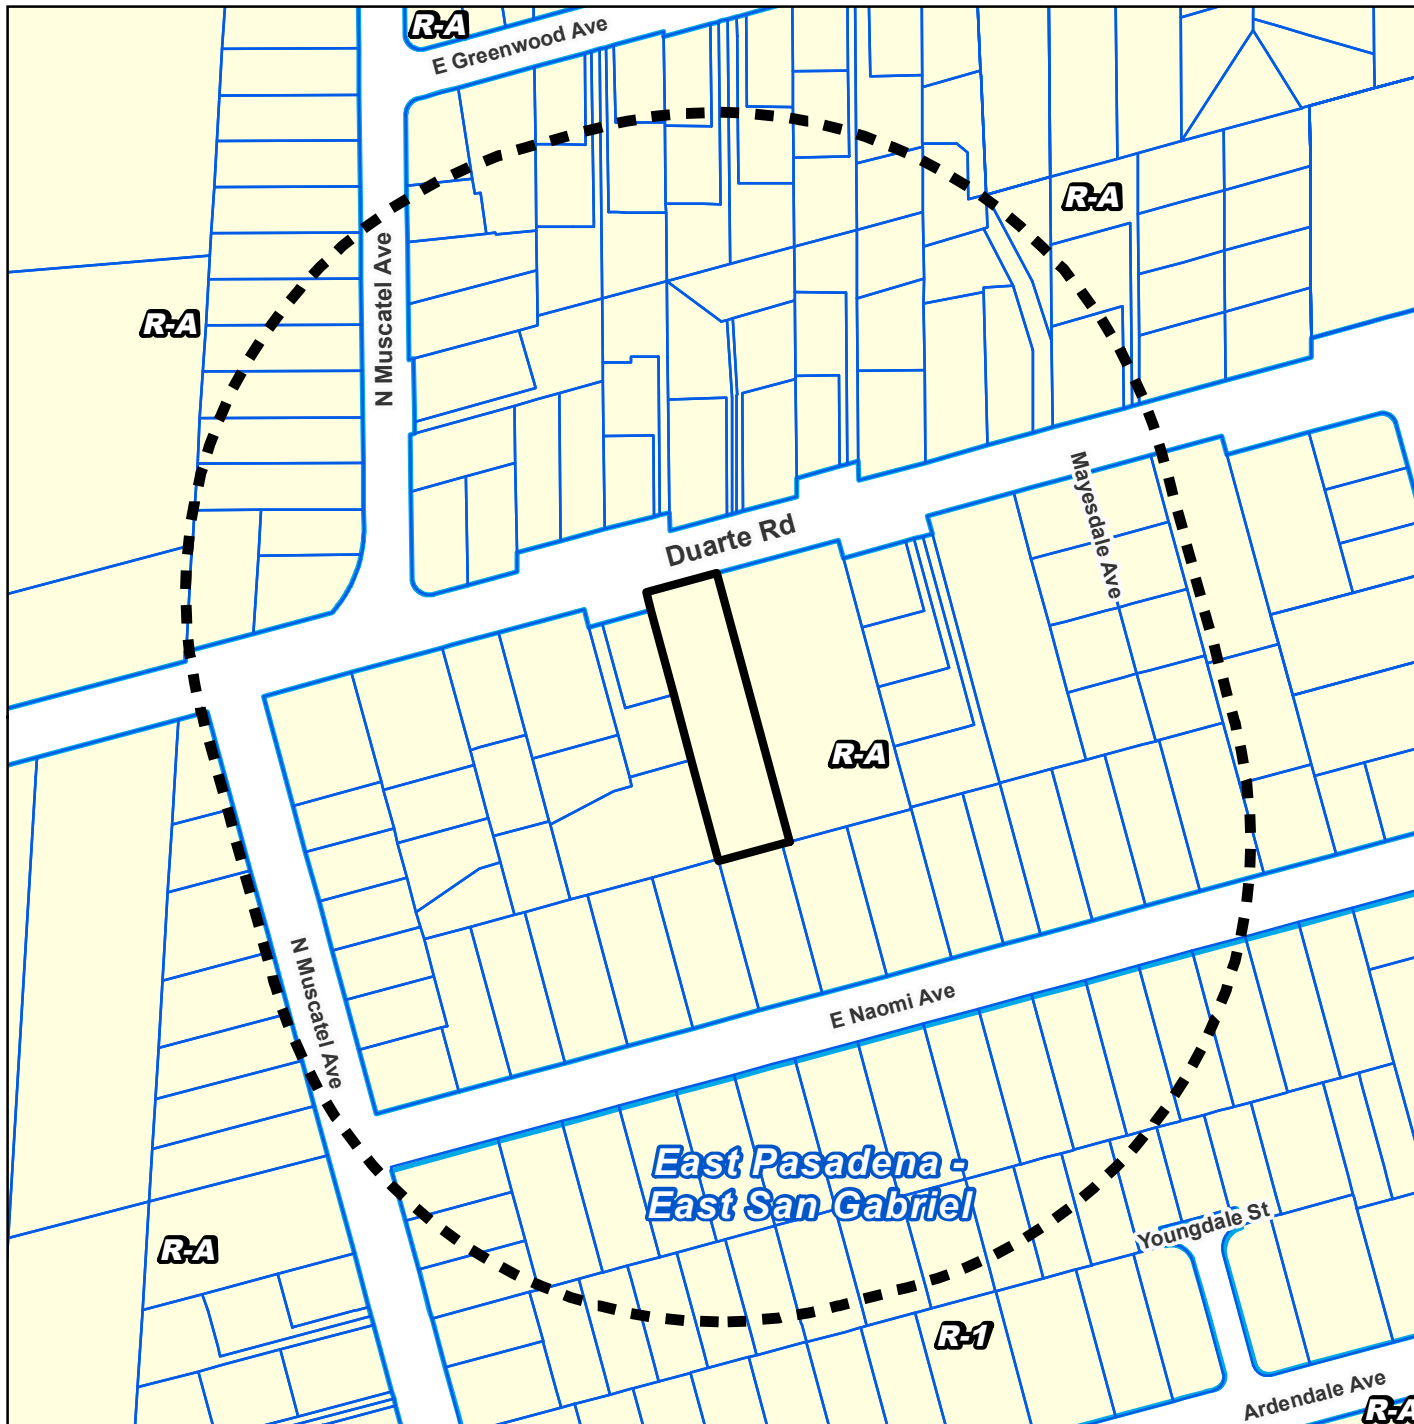 R-A
E Greenwood Ave
R-A
N Muscatel Ave
R-A
Mayesdale Ave
Duarte Rd
R-A
N Muscatel Ave
E Naomi Ave
East Pasadena -
East San Gabriel
Youngdale St
R-A
R-1
Ardendale Ave
R-A